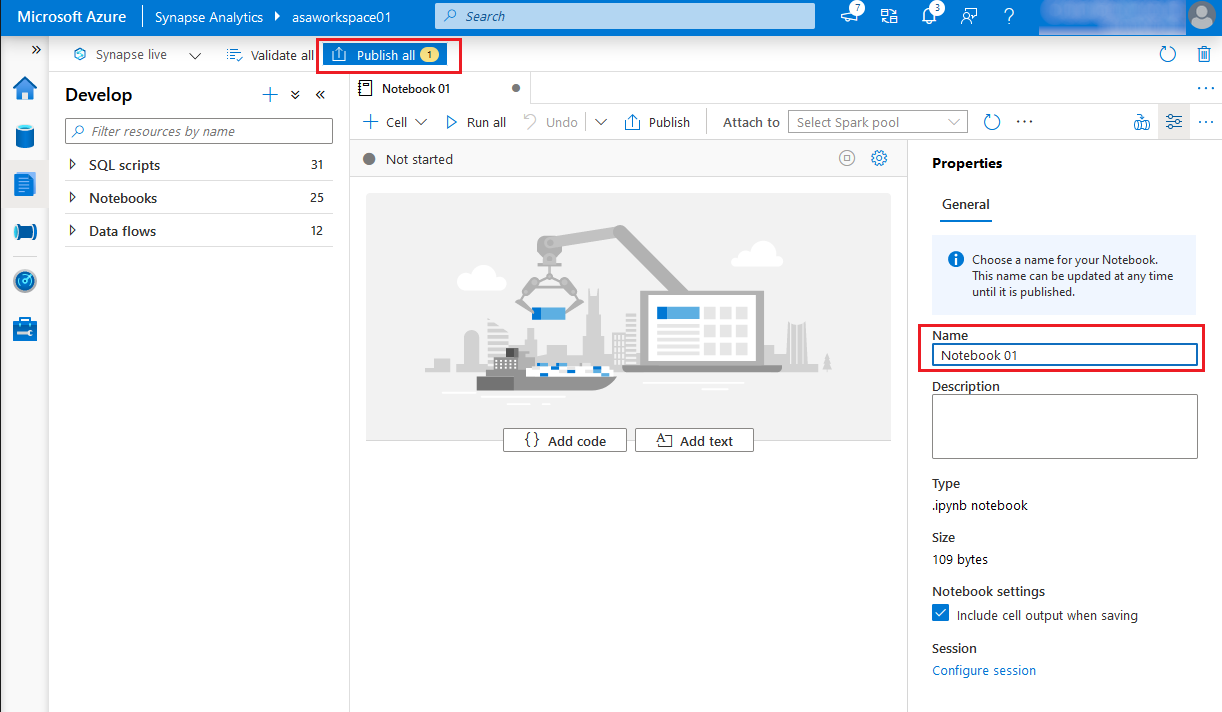 Microsoft Azure
Synapse Analytics
asaworkspace01
Search
7
3
Synapse live
Validate all
Publish all
1
Develop
Filter resources by name
SQL scripts 31
Notebooks 25
Data flows 12
Notebook 01
Cell
Run all
Undo
Publish
Attach to
Select Spark pool
Not started
{} Add code
Add text
Properties
General
Choose a name for your Notebook.
This name can be updated at any time
until it is published.
Name
Notebook 01
Description
Type
.ipynb notebook
Size
109 bytes
Notebook settings
Include cell output when saving
Session
Configure session